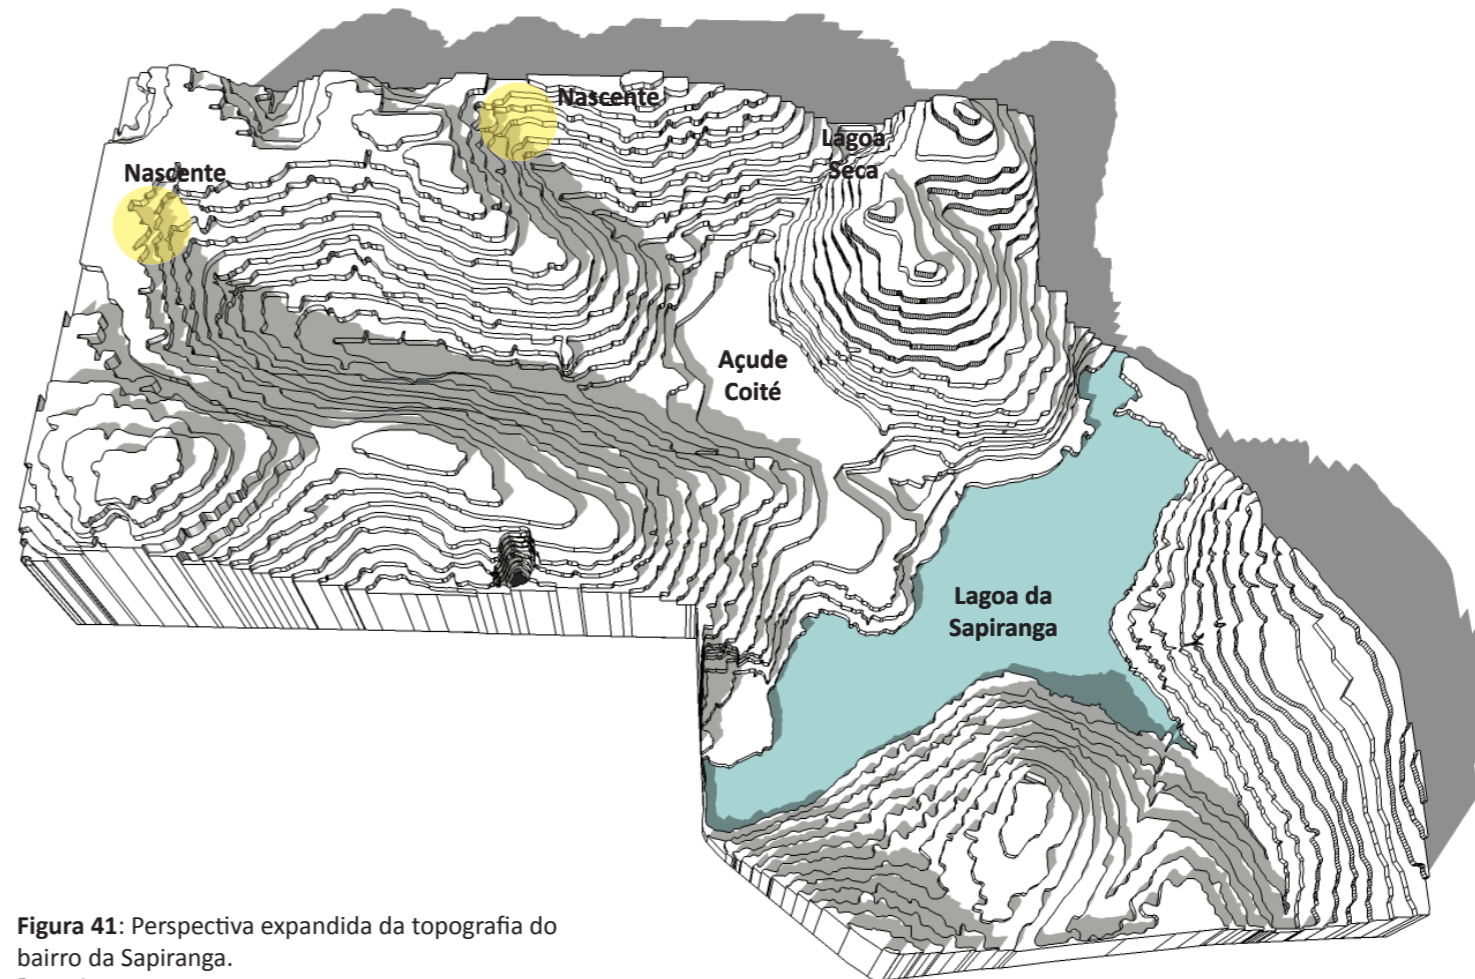 Nascente
Nascente
Lagoa
Seca
Açude
Coité
Lagoa da
Sapiranga
Figura 41: Perspectiva expandida da topografia do
bairro da Sapiranga.